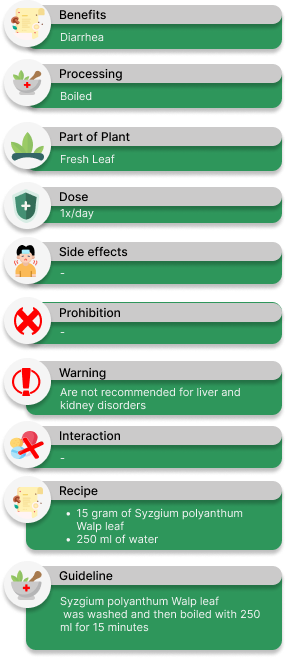 Benefits
Diarrhea
Processing
Boiled
Part of Plant
Fresh Leaf
Dose
1x/day
Side effects
-
Prohibition
-
Warning
Are not recommended for liver and
kidney disorders
Interaction
-
Recipe
• 15 gram of Syzgium polyanthum
Walp leaf
• 250 ml of water
Guideline
Syzgium polyanthum Walp leaf
was washed and then boiled with 250
ml for 15 minutes